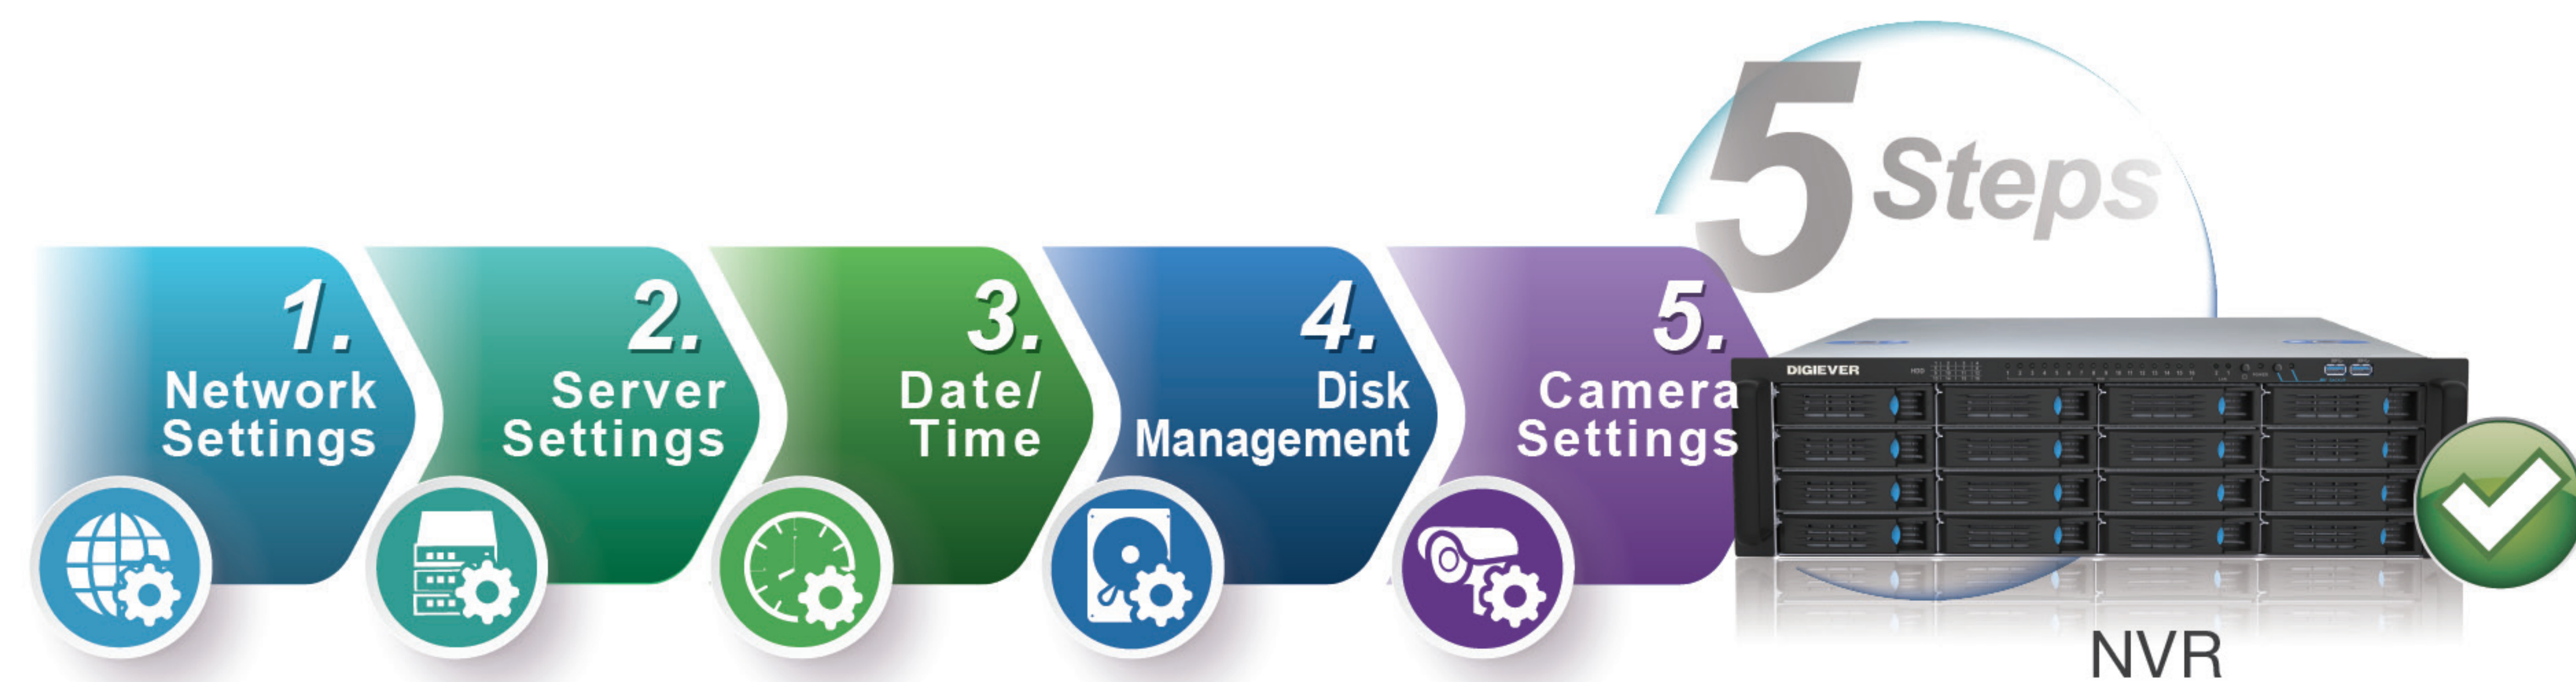 5 Steps
1.
Network
Settings
2.
Server
Settings
3.
Date/
Time
4.
Disk
Management
5.
Camera
Settings
DIGIEVER
HDD
NVR